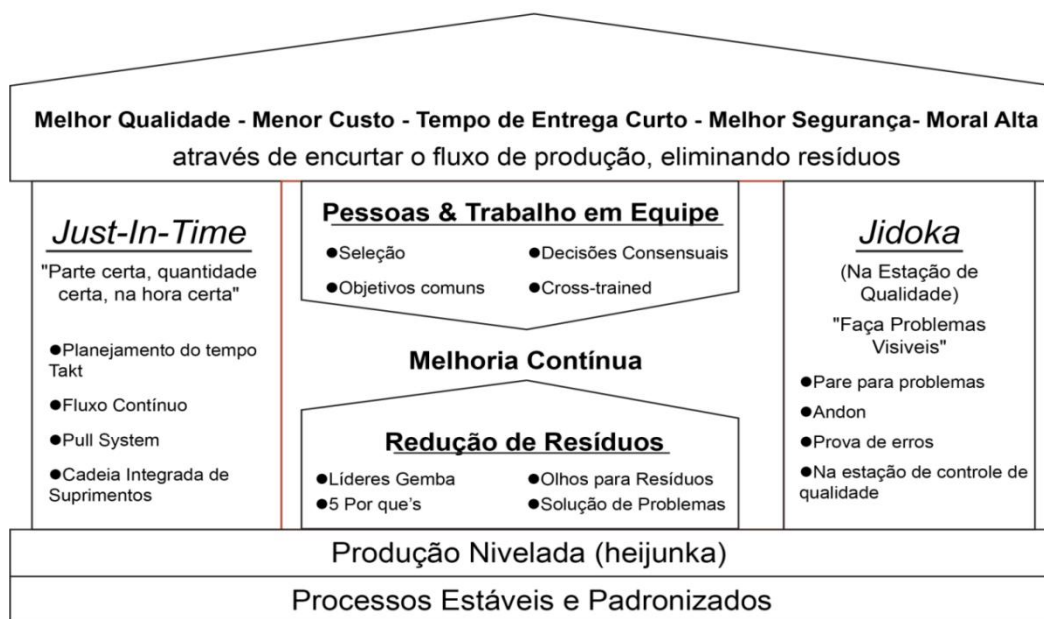 Melhor Qualidade - Menor Custo - Tempo de Entrega Curto - Melhor Segurança- Moral Alta
através de encurtar o fluxo de produção, eliminando resíduos
Just-In-Time
"Parte certa, quantidade
certa, na hora certa"
●Planejamento do tempo
Takt
●Fluxo Contínuo
●Pull System
●Cadeia Integrada de
Suprimentos
Pessoas & Trabalho em Equipe
●Seleção
●Decisões Consensuais
●Objetivos comuns
●Cross-trained
Melhoria Contínua
Redução de Resíduos
●Líderes Gemba
●Olhos para Resíduos
●5 Por que’s
●Solução de Problemas
Jidoka
(Na Estação de
Qualidade)
"Faça Problemas
Visiveis"
●Pare para problemas
●Andon
●Prova de erros
●Na estação de controle de
qualidade
Produção Nivelada (heijunka)
Processos Estáveis e Padronizados